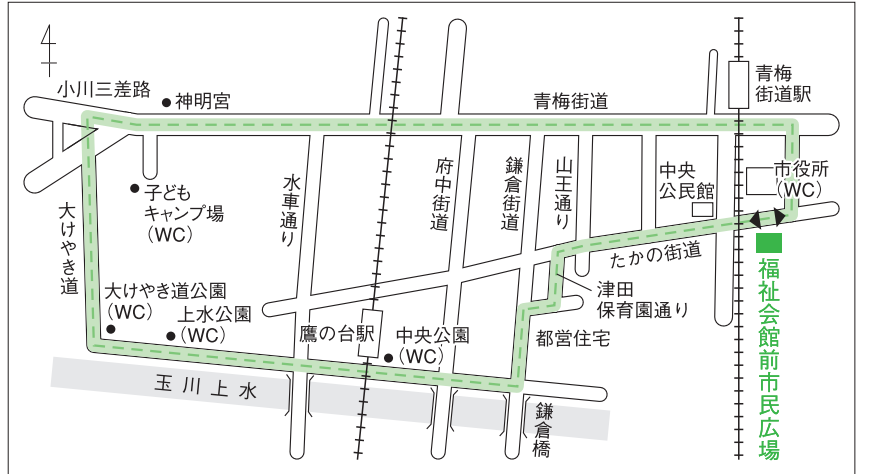 小川三差路
神明宮
青梅街道
青梅
街道駅
子ども
キャンプ場
(WC)
水車通り
府中街道
鎌倉街道
山王通り
中央
公民館
市役所
(WC)
大けやき道
たかの街道
大けやき道公園
(WC)
上水公園
(WC)
鷹の台駅
中央公園
(WC)
津田
保育園通り
都営住宅
福祉会館前市民広場
玉川上水
鎌倉橋